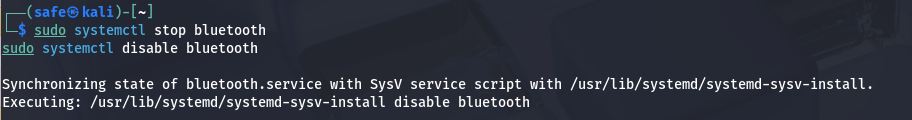 ┌──(safe㉿kali)-[~]
└─$ sudo systemctl stop bluetooth
sudo systemctl disable bluetooth
Synchronizing state of bluetooth.service with SysV service script with /usr/lib/systemd/systemd-sysv-install.
Executing: /usr/lib/systemd/systemd-sysv-install disable bluetooth